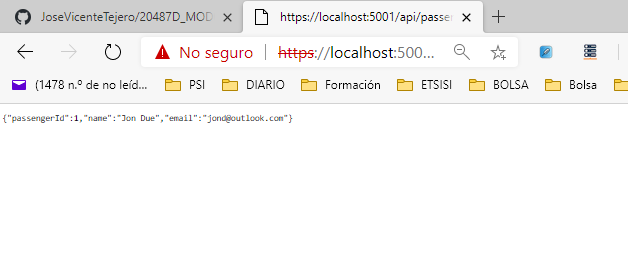 JoseVicenteTejero/20487D_MOD
https://localhost:5001/api/passen
No seguro
https://localhost:500...
(1478 n.º de no leíd...
PSI
DIARIO
Formación
ETSISI
BOLSA
Bolsa
{"passengerId":1,"name":"Jon Due","email":"jond@outlook.com"}